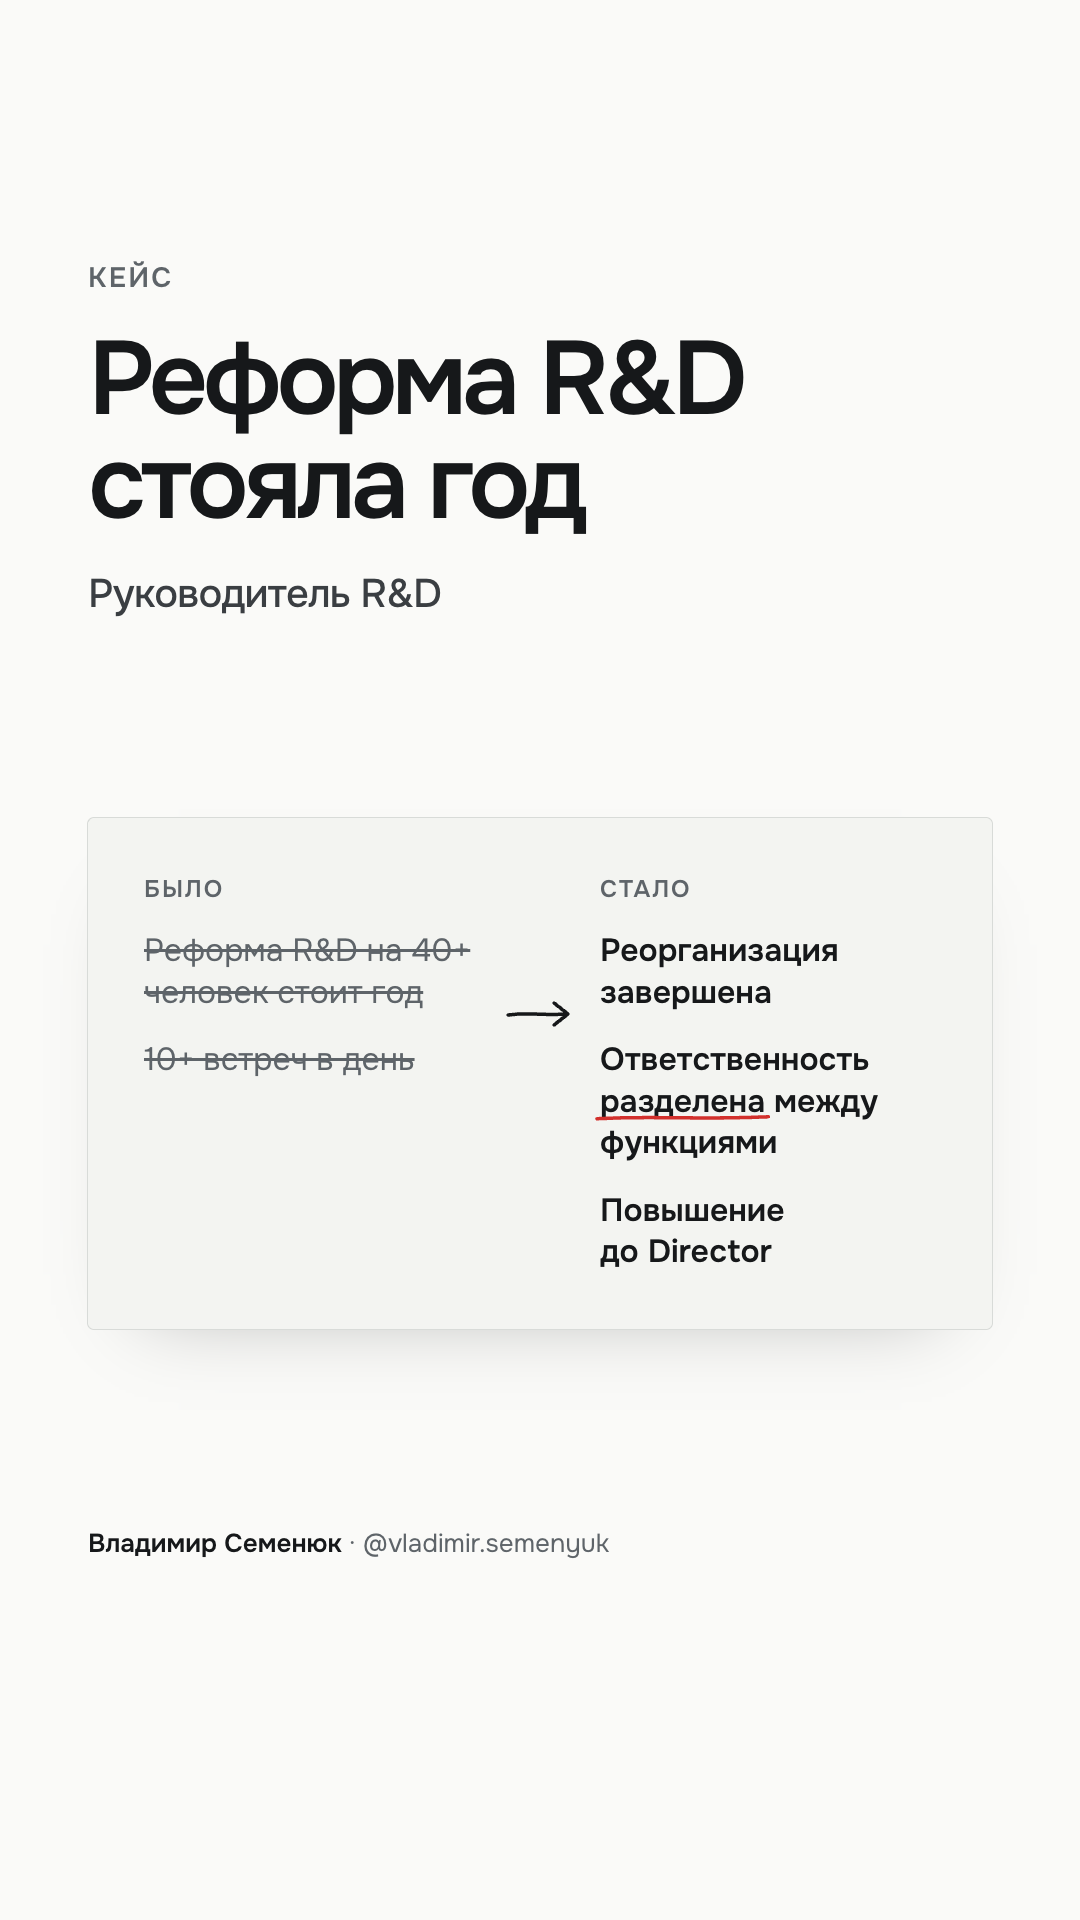 КЕЙС
Реформа R&D
стояла год
Руководитель R&D
БЫЛО
Реформа R&D на 40+
человек стоит год
10+ встреч в день
СТАЛО
Реорганизация
завершена
Ответственность
разделена между
функциями
Повышение
до Director
Владимир Семенюк · @vladimir.semenyuk